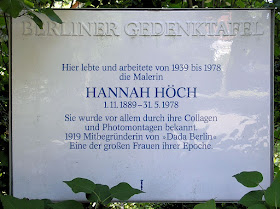 BERLINER GEDENKTAFEL
Hier lebte und arbeitete von 1939 bis 1978
die Malerin
HANNAH HÖCH
1.11.1889 – 31.5.1978
Sie wurde vor allem durch ihre Collagen
und Photomontagen bekannt.
1919 Mitbegründerin von »Dada Berlin«
Eine der großen Frauen ihrer Epoche.